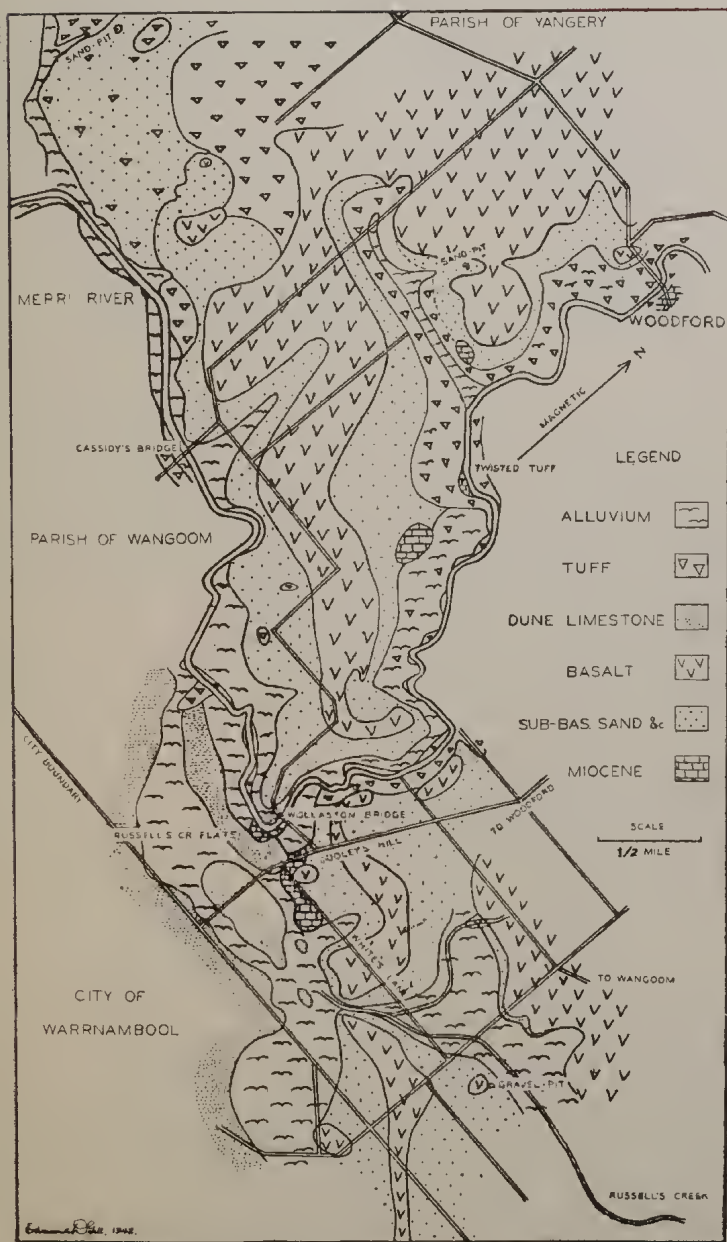 PARISH OF YANGERY
SAND-PIT
SAND-PIT
MERRI RIVER
WOODFORD
MAGNETIC N
CASSIDY'S BRIDGE
TWISTED TUFF
LEGEND
PARISH OF WANGOOM
ALLUVIUM
TUFF
DUNE LIMESTONE
BASALT
SUB-BAS. SAND &c
MIOCENE
CITY BOUNDARY
WOLLASTON BRIDGE
RUSSELL'S CR FLATS
TO WOODFORD
SCALE
1/2 MILE
HILL
WHITE'S
CITY OF
WARRNAMBOOL
TO WANGOOM
GRAVEL-PIT
RUSSELL'S CREEK
1942.